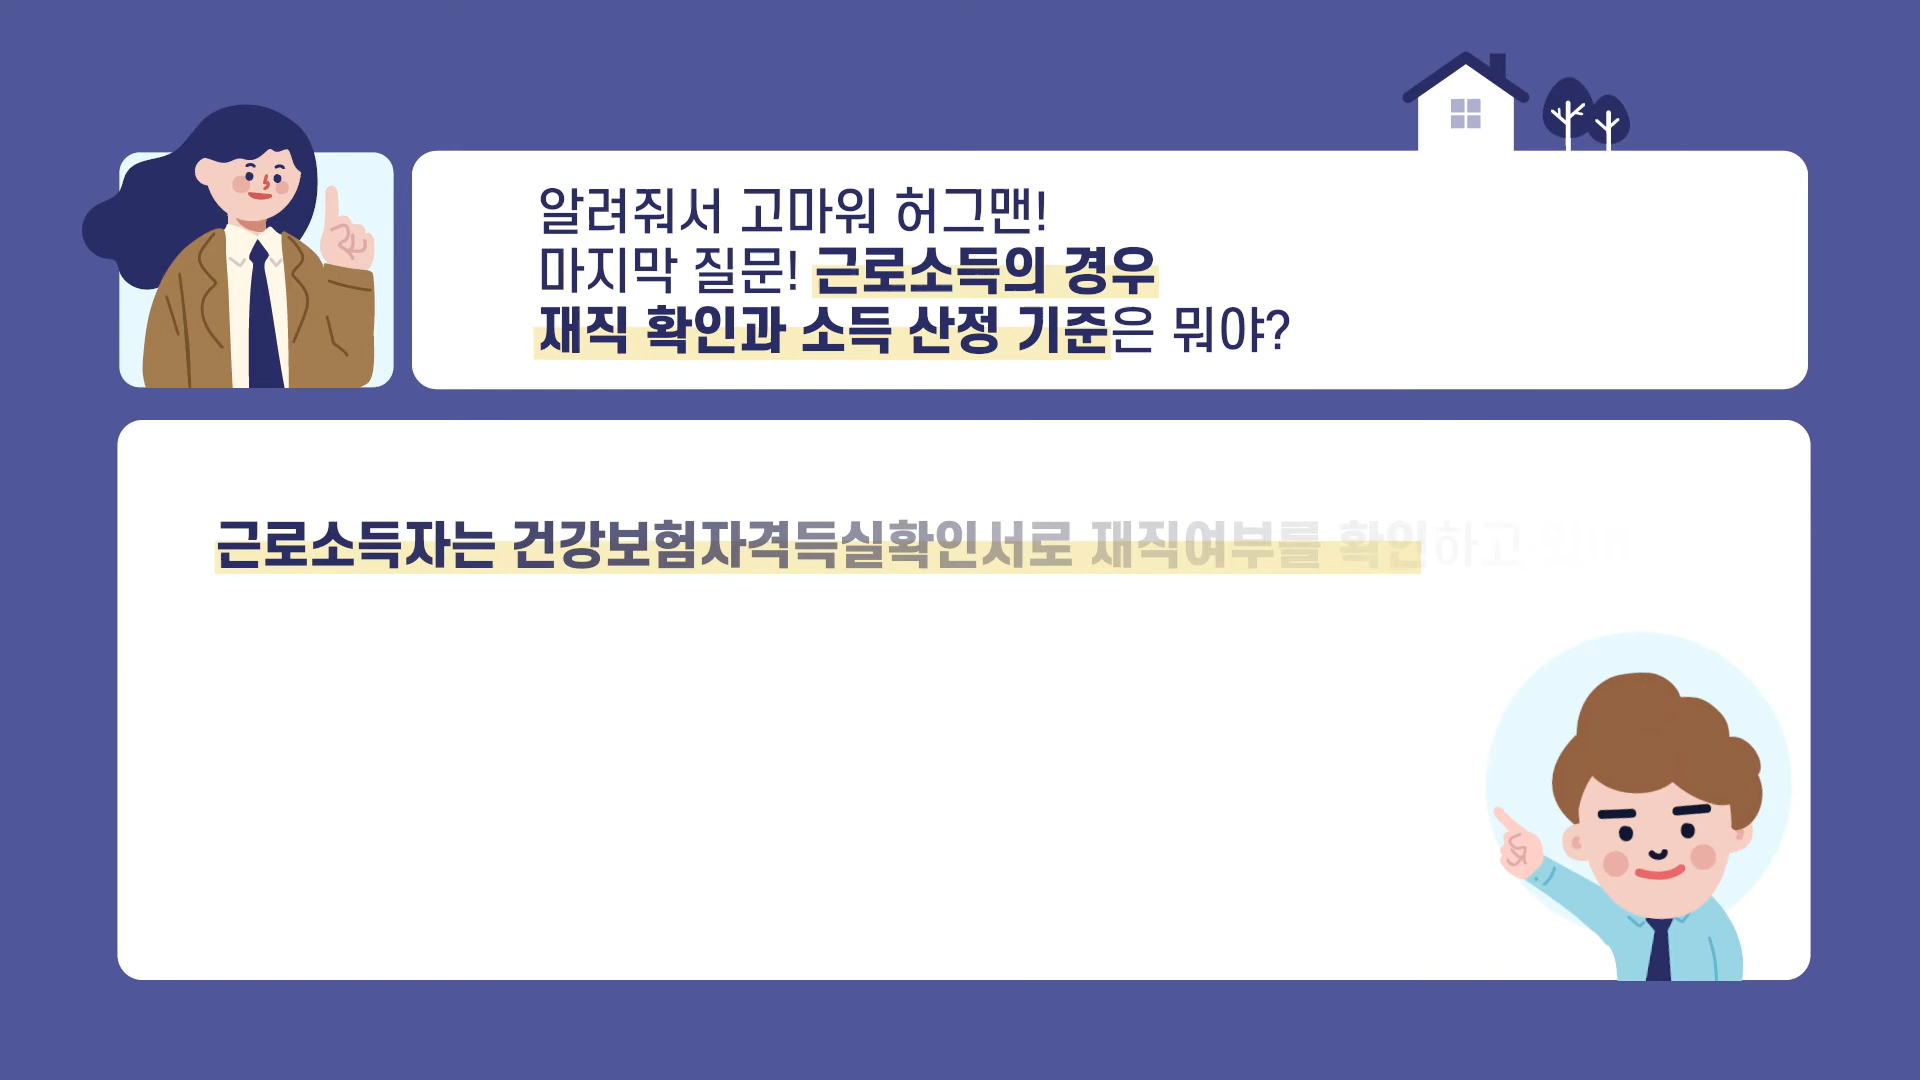 알려줘서 고마워 허그맨!
마지막 질문! 근로소득의 경우
재직 확인과 소득 산정 기준은 뭐야?
근로소득자는 건강보험자격득실확인서로 재직여부를 확인하고